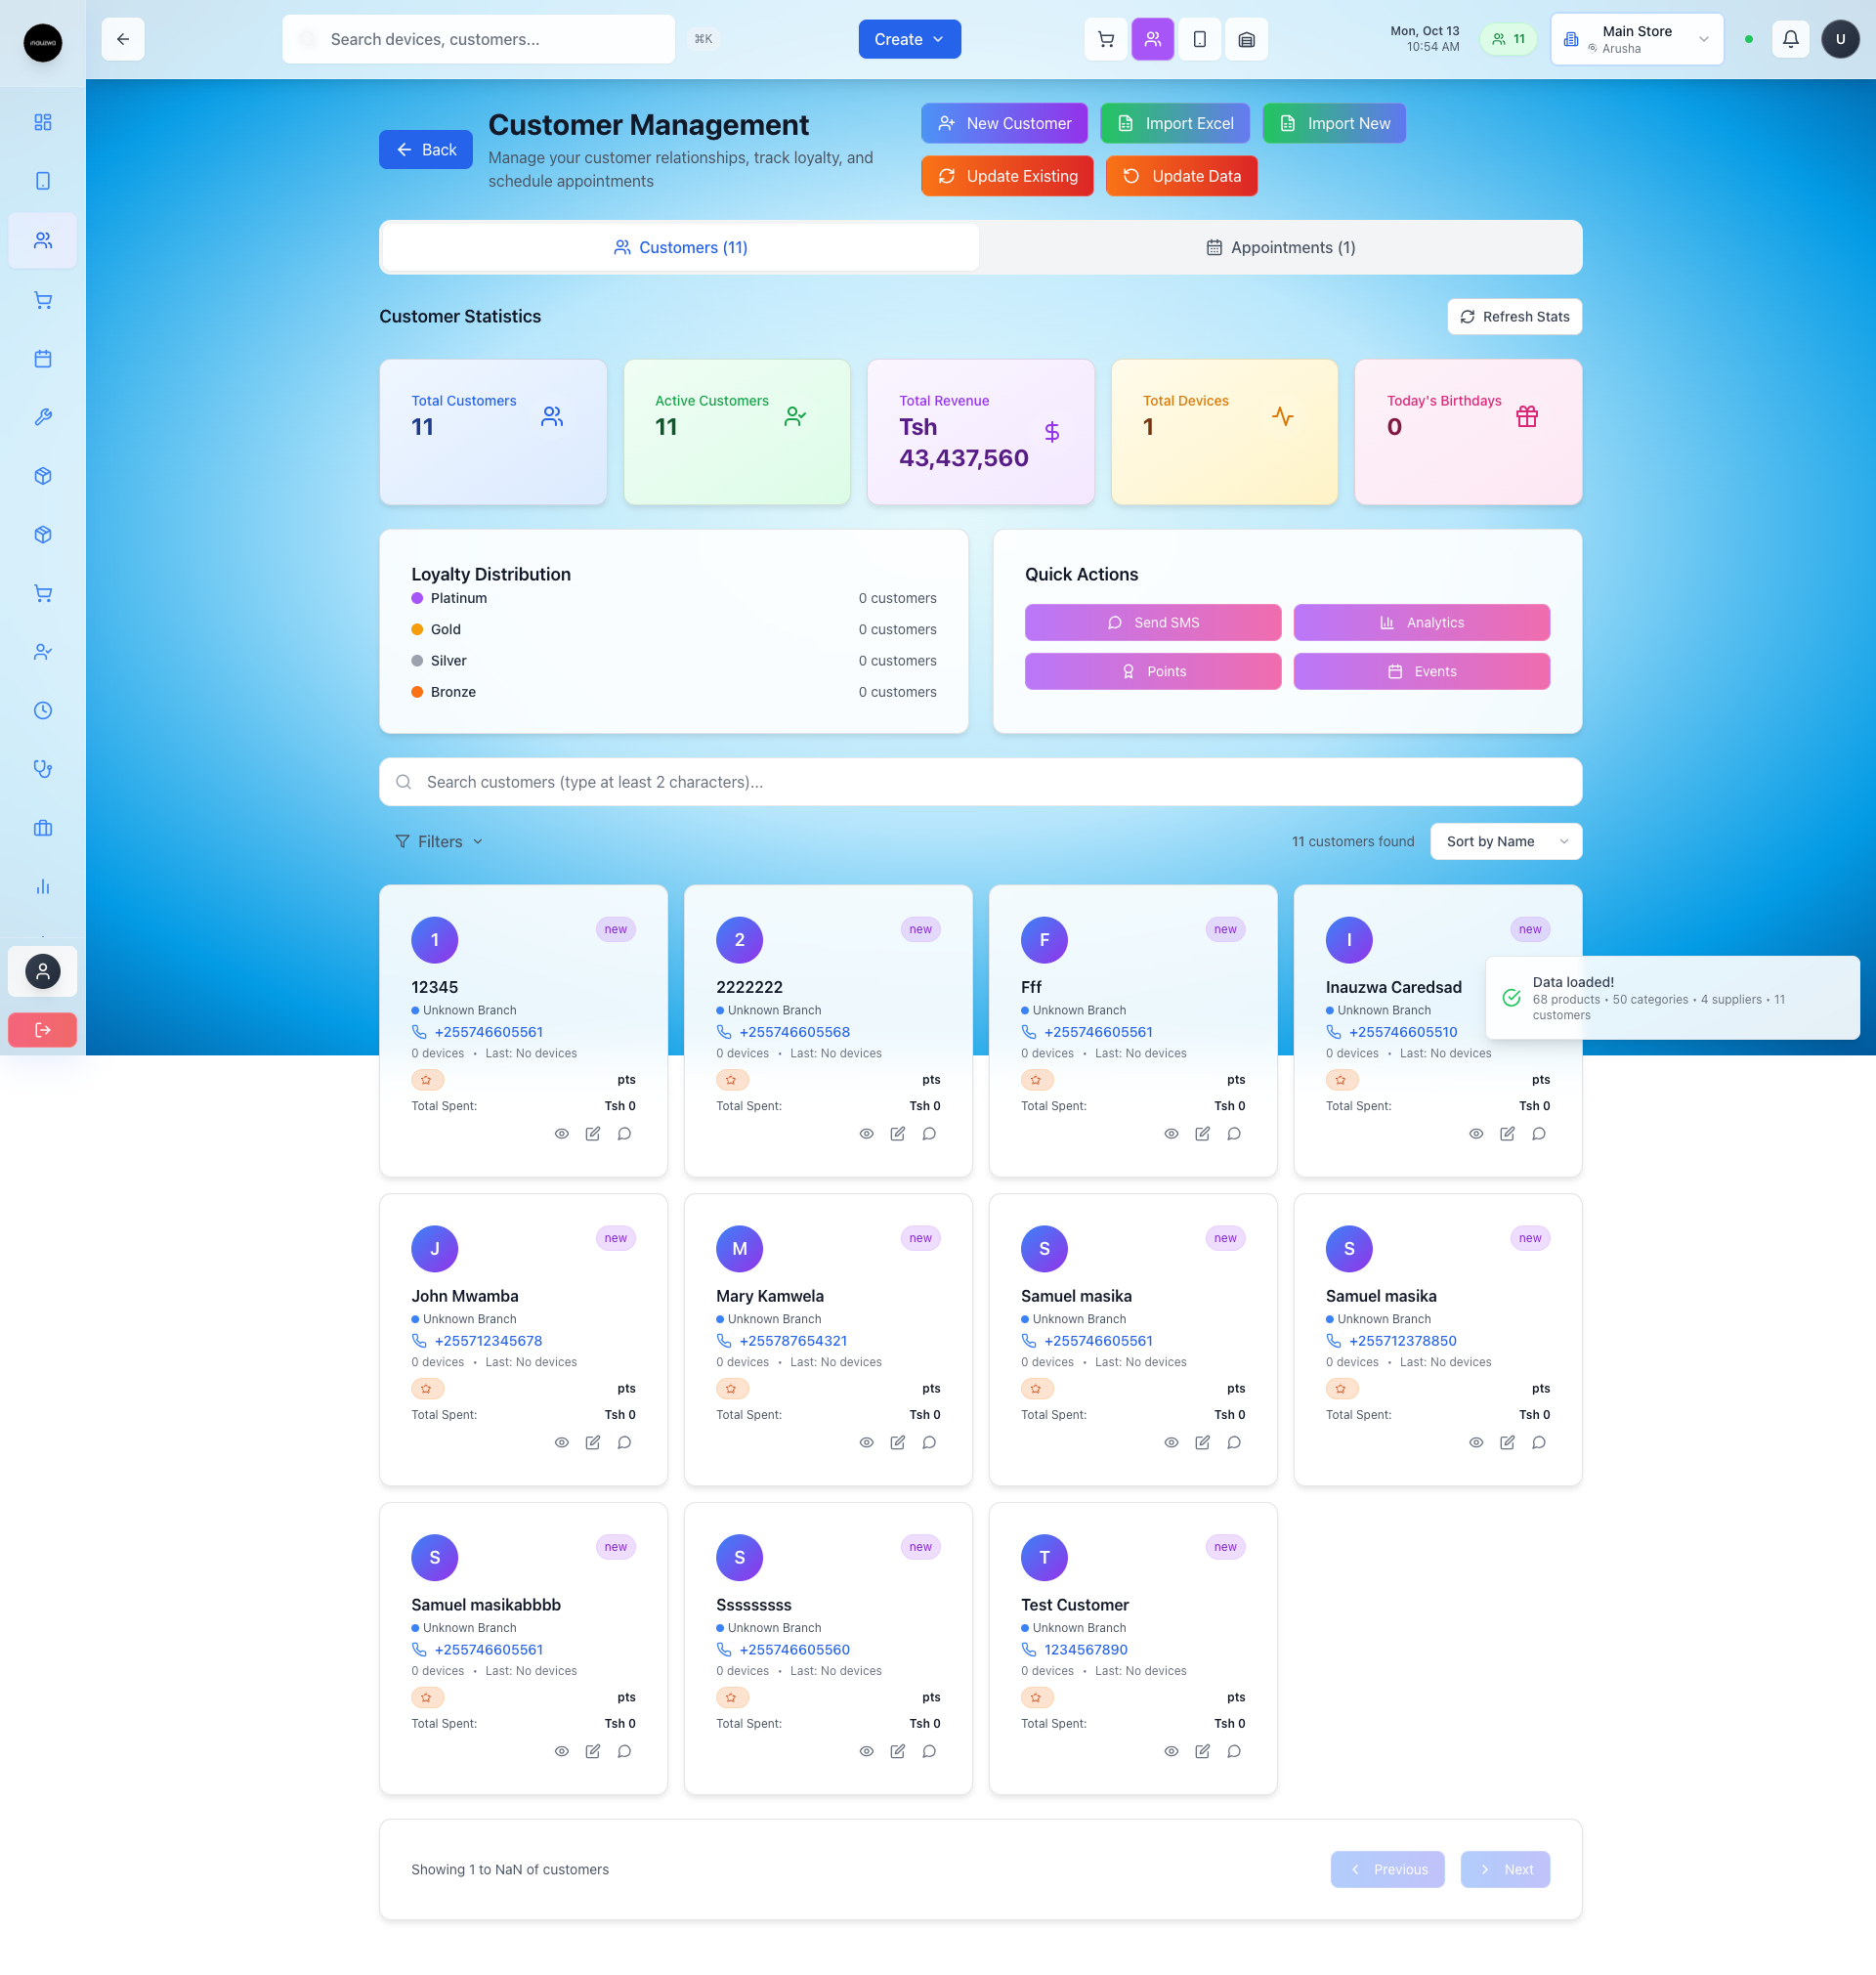 inauzwa
Search devices, customers...
⌘K
Create
Mon, Oct 13
10:54 AM
11
Main Store
Arusha
U
Back
Customer Management
Manage your customer relationships, track loyalty, and
schedule appointments
New Customer
Import Excel
Import New
Update Existing
Update Data
Customers (11)
Appointments (1)
Customer Statistics
Refresh Stats
Total Customers
11
Active Customers
11
Total Revenue
Tsh
43,437,560
Total Devices
1
Today's Birthdays
0
Loyalty Distribution
Platinum 0 customers
Gold 0 customers
Silver 0 customers
Bronze 0 customers
Quick Actions
Send SMS
Analytics
Points
Events
Search customers (type at least 2 characters)...
Filters
11 customers found
Sort by Name
1
new
12345
Unknown Branch
+255746605561
0 devices • Last: No devices
pts
Total Spent: Tsh 0
2
new
2222222
Unknown Branch
+255746605568
0 devices • Last: No devices
pts
Total Spent: Tsh 0
F
new
Fff
Unknown Branch
+255746605561
0 devices • Last: No devices
pts
Total Spent: Tsh 0
I
new
Inauzwa Caredsad
Unknown Branch
+255746605510
0 devices • Last: No devices
pts
Total Spent: Tsh 0
Data loaded!
68 products • 50 categories • 4 suppliers • 11
customers
J
new
John Mwamba
Unknown Branch
+255712345678
0 devices • Last: No devices
pts
Total Spent: Tsh 0
M
new
Mary Kamwela
Unknown Branch
+255787654321
0 devices • Last: No devices
pts
Total Spent: Tsh 0
S
new
Samuel masika
Unknown Branch
+255746605561
0 devices • Last: No devices
pts
Total Spent: Tsh 0
S
new
Samuel masika
Unknown Branch
+255712378850
0 devices • Last: No devices
pts
Total Spent: Tsh 0
S
new
Samuel masikabbbb
Unknown Branch
+255746605561
0 devices • Last: No devices
pts
Total Spent: Tsh 0
S
new
Sssssssss
Unknown Branch
+255746605560
0 devices • Last: No devices
pts
Total Spent: Tsh 0
T
new
Test Customer
Unknown Branch
1234567890
0 devices • Last: No devices
pts
Total Spent: Tsh 0
Showing 1 to NaN of customers
Previous
Next